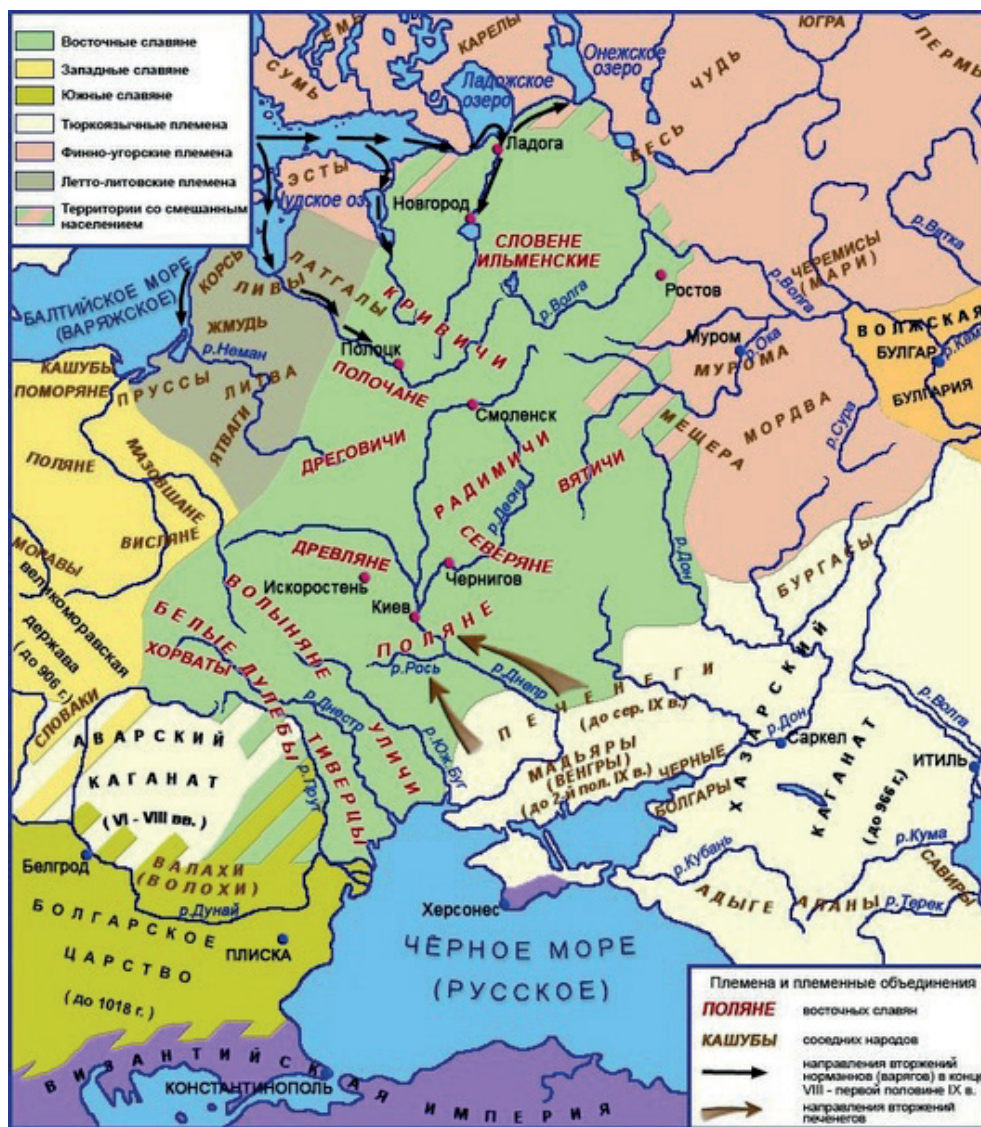 Восточные славяне
Западные славяне
Южные славяне
Тюркоязычные племена
Финно-угорские племена
Летто-литовские племена
Территории со смешанным
населением
СУМЬ
ЕМЬ
КАРЕЛЫ
Ладожское
озеро
Онежское
озеро
ЧУДЬ
ЮГРА
ПЕРМЬ
ВЕСЬ
Ладога
ЭСТЫ
Чудское оз.
Новгород
СЛОВЕНЕ
ИЛЬМЕНСКИЕ
Ростов
р.Вятка
ЧЕРЕМИСЫ
(МАРИ)
р.Волга
р.Волга
БАЛТИЙСКОЕ МОРЕ
(ВАРЯЖСКОЕ)
КОРСЬ
ЛИВЫ
ЛАТГАЛЫ
КРИВИЧИ
ЖМУДЬ
р.Неман
Полоцк
ПОЛОЧАНЕ
Муром
р.Ока
МУРОМА
ВОЛЖСКАЯ
БУЛГАР
р.Кама
БУЛГАРИЯ
КАШУБЫ
ПОМОРЯНЕ
ПРУССЫ
ЛИТВА
ЯТВЯГИ
Смоленск
МЕЩЕРА
МОРДВА
р.Сура
ПОЛЯНЕ
МАЗОВШАНЕ
ВИСЛЯНЕ
ДРЕГОВИЧИ
РАДИМИЧИ
ВЯТИЧИ
р.Десна
СЕВЕРЯНЕ
р.Дон
МОРАВЫ
великоморавская
держава
(до 906 г.)
ДРЕВЛЯНЕ
Искоростень
Чернигов
Киев
БУРТАСЫ
ВОЛЫНЯНЕ
БЕЛЫЕ
ХОРВАТЫ
ДУЛЕБЫ
ПОЛЯНЕ
р.Рось
р.Днепр
СЛОВАКИ
АВАРСКИЙ
КАГАНАТ
(VI - VIII вв.)
р.Днестр
ТИВЕРЦЫ
УЛИЧИ
р.Юж.Буг
р.Прут
ПЕЧЕНЕГИ
(до сер. IX в.)
МАДЬЯРЫ
(ВЕНГРЫ)
(до 2-й пол. IX в.)
ЧЕРНЫЕ
БОЛГАРЫ
ХАЗАРСКИЙ
КАГАНАТ
(до 966 г.)
р.Дон
Саркел
р.Волга
ИТИЛЬ
Белгород
ВАЛАХИ
(ВОЛОХИ)
р.Дунай
р.Кубань
р.Кума
САВИРЫ
АДЫГЕ
АЛАНЫ
р.Терек
Херсонес
БОЛГАРСКОЕ
ЦАРСТВО
(до 1018 г.)
ПЛИСКА
ЧЁРНОЕ МОРЕ
(РУССКОЕ)
КОНСТАНТИНОПОЛЬ
ВИЗАНТИЙСКАЯ ИМПЕРИЯ
Племена и племенные объединения
ПОЛЯНЕ восточных славян
КАШУБЫ соседних народов
направления вторжений
норманнов (варягов) в конце
VIII - первой половине IX в.
направления вторжений
печенегов